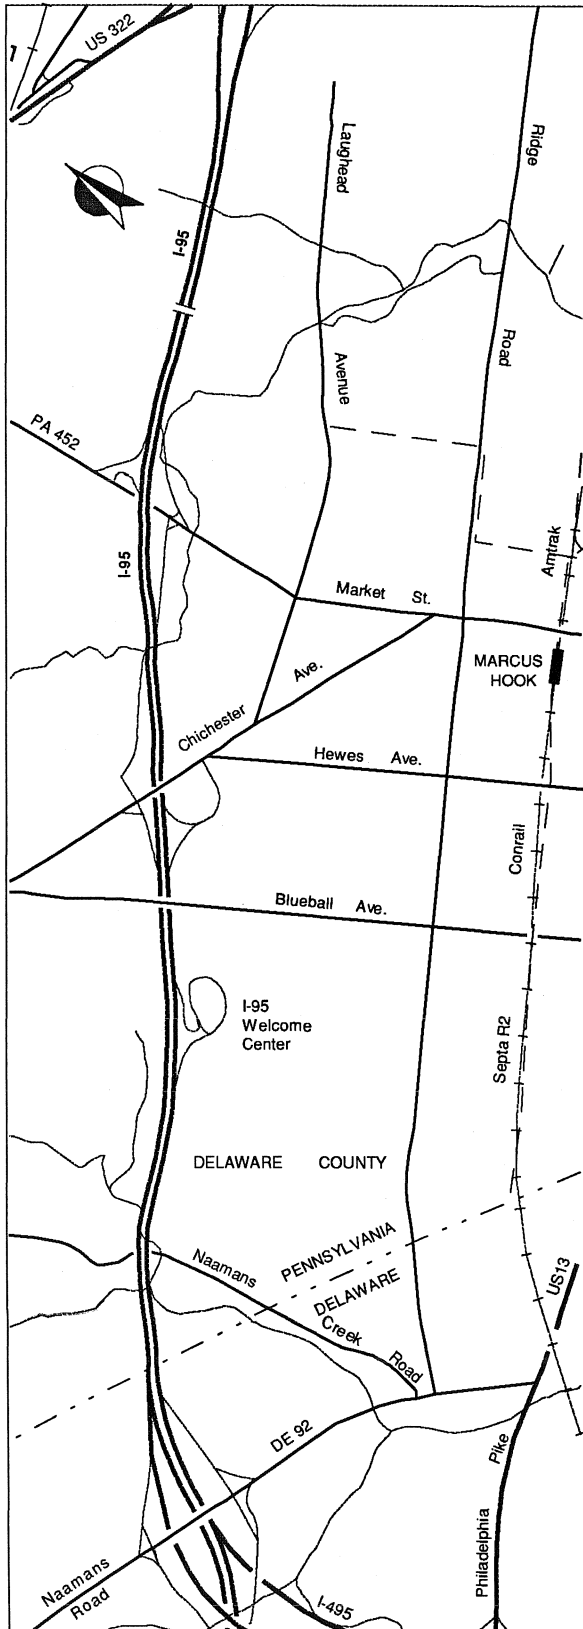 US 322
1
Laughead
Ridge
I-95
Road
Avenue
PA 452
Amtrak
I-95
Market St.
MARCUS
HOOK
Ave.
Chichester
Hewes Ave.
Conrail
Blueball Ave.
I-95
Welcome
Center
Septa R2
DELAWARE COUNTY
PENNSYLVANIA
Naamans
DELAWARE
US13
Creek
Road
DE 92
Pike
Philadelphia
Naamans
Road
I-495